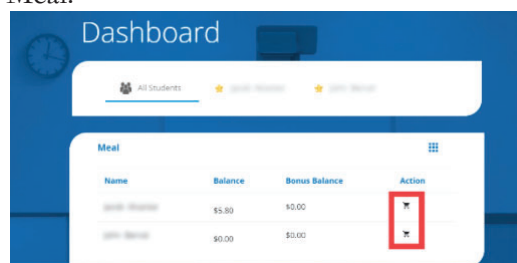 Meal.
Dashboard
All Students
Meal
Name Balance Bonus Balance Action
$5.80 $0.00
$0.00 $0.00